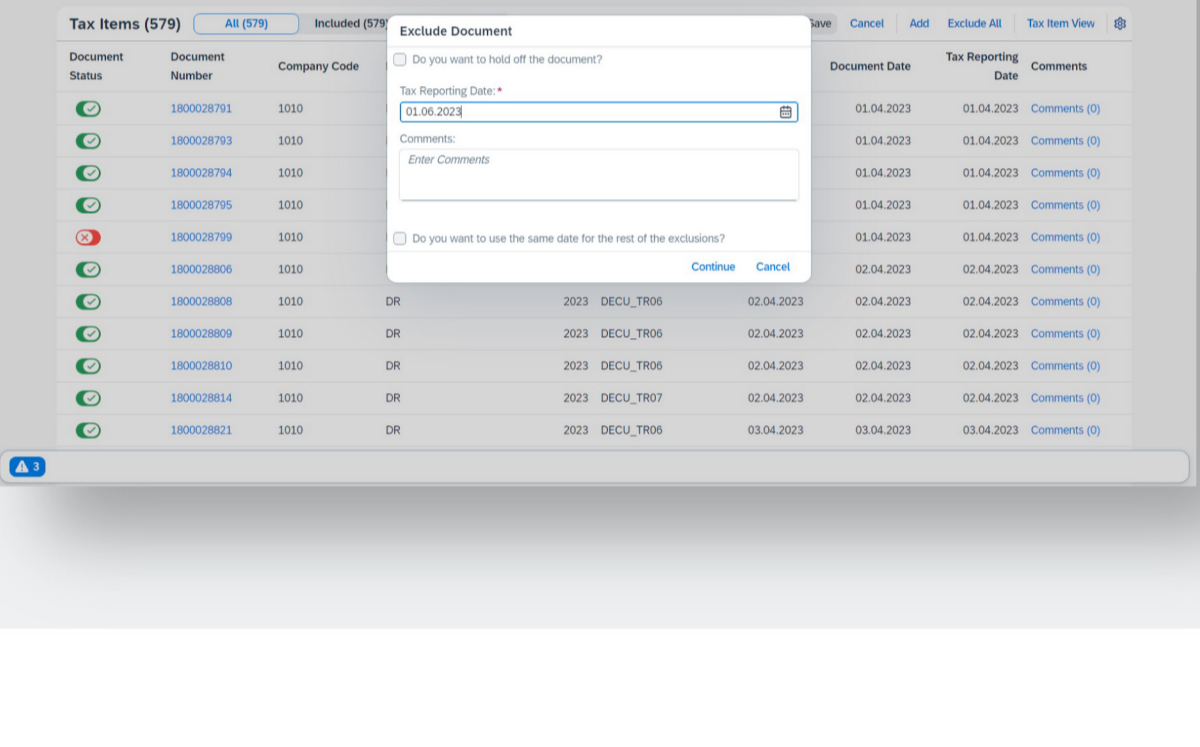 Tax Items (579) All (579) Included (579) Save Cancel Add Exclude All Tax Item View
Exclude Document
Document Status Document Number Company Code Document Date Tax Reporting Date Comments
Do you want to hold off the document?
Tax Reporting Date:*
01.06.2023
Comments:
Enter Comments
Do you want to use the same date for the rest of the exclusions?
Continue Cancel
1800028791 1010 01.04.2023 01.04.2023 Comments (0)
1800028793 1010 01.04.2023 01.04.2023 Comments (0)
1800028794 1010 01.04.2023 01.04.2023 Comments (0)
1800028795 1010 01.04.2023 01.04.2023 Comments (0)
1800028799 1010 01.04.2023 01.04.2023 Comments (0)
1800028806 1010 02.04.2023 02.04.2023 Comments (0)
1800028808 1010 DR 2023 DECU_TR06 02.04.2023 02.04.2023 02.04.2023 Comments (0)
1800028809 1010 DR 2023 DECU_TR06 02.04.2023 02.04.2023 02.04.2023 Comments (0)
1800028810 1010 DR 2023 DECU_TR06 02.04.2023 02.04.2023 02.04.2023 Comments (0)
1800028814 1010 DR 2023 DECU_TR07 02.04.2023 02.04.2023 02.04.2023 Comments (0)
1800028821 1010 DR 2023 DECU_TR06 03.04.2023 03.04.2023 03.04.2023 Comments (0)
3